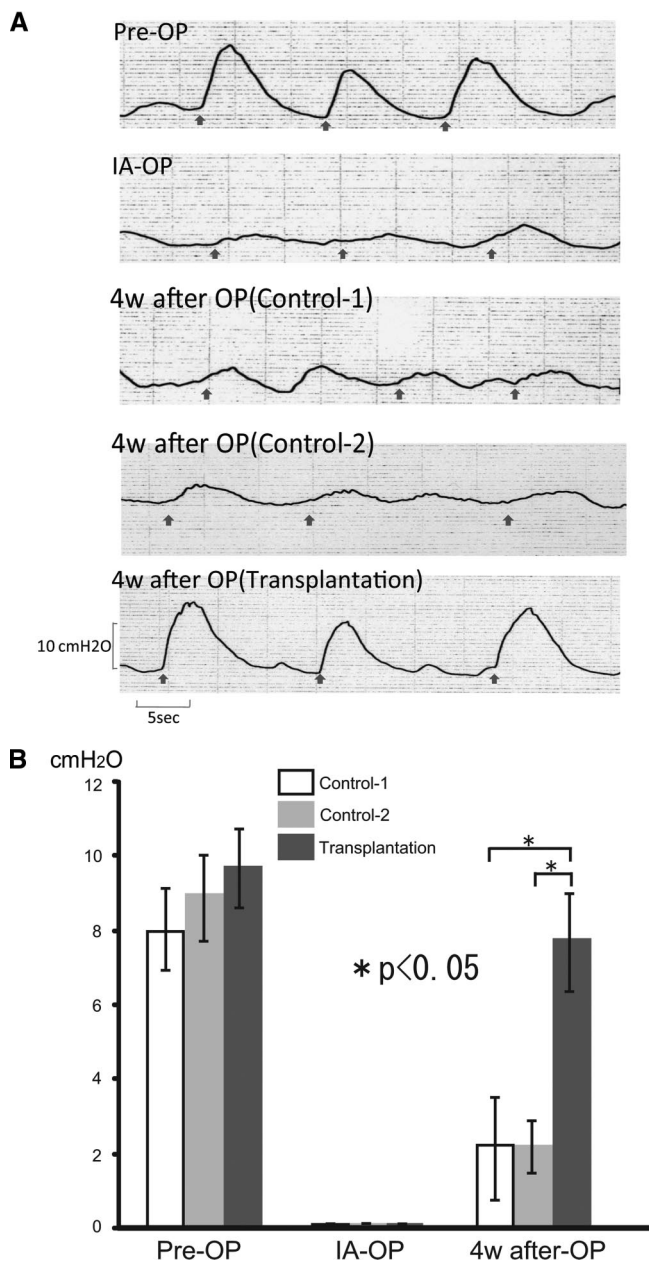 A
Pre-OP
IA-OP
4w after OP(Control-1)
4w after OP(Control-2)
4w after OP(Transplantation)
10 cmH2O
5sec
B
cmH₂O
12
Control-1
Control-2
Transplantation
10
8
6
4
2
0
*
*
* p<0.05
Pre-OP
IA-OP
4w after-OP